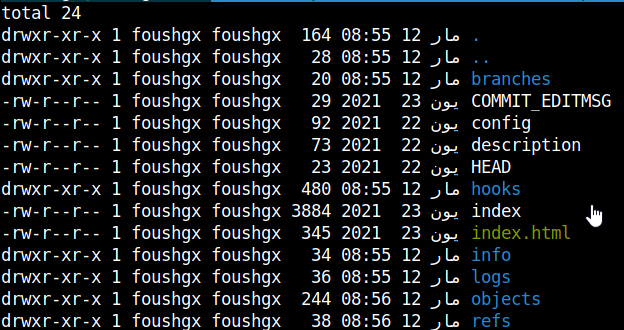 total 24
drwxr-xr-x 1 foushgx foushgx  164 مار 12 08:55 .
drwxr-xr-x 1 foushgx foushgx   28 مار 12 08:55 ..
drwxr-xr-x 1 foushgx foushgx   20 مار 12 08:55 branches
-rw-r--r-- 1 foushgx foushgx   29 يون 23  2021 COMMIT_EDITMSG
-rw-r--r-- 1 foushgx foushgx   92 يون 22  2021 config
-rw-r--r-- 1 foushgx foushgx   73 يون 22  2021 description
-rw-r--r-- 1 foushgx foushgx   23 يون 22  2021 HEAD
drwxr-xr-x 1 foushgx foushgx  480 مار 12 08:55 hooks
-rw-r--r-- 1 foushgx foushgx 3884 يون 23  2021 index
-rw-r--r-- 1 foushgx foushgx  345 يون 23  2021 index.html
drwxr-xr-x 1 foushgx foushgx   34 مار 12 08:55 info
drwxr-xr-x 1 foushgx foushgx   36 مار 12 08:55 logs
drwxr-xr-x 1 foushgx foushgx  244 مار 12 08:56 objects
drwxr-xr-x 1 foushgx foushgx   38 مار 12 08:56 refs